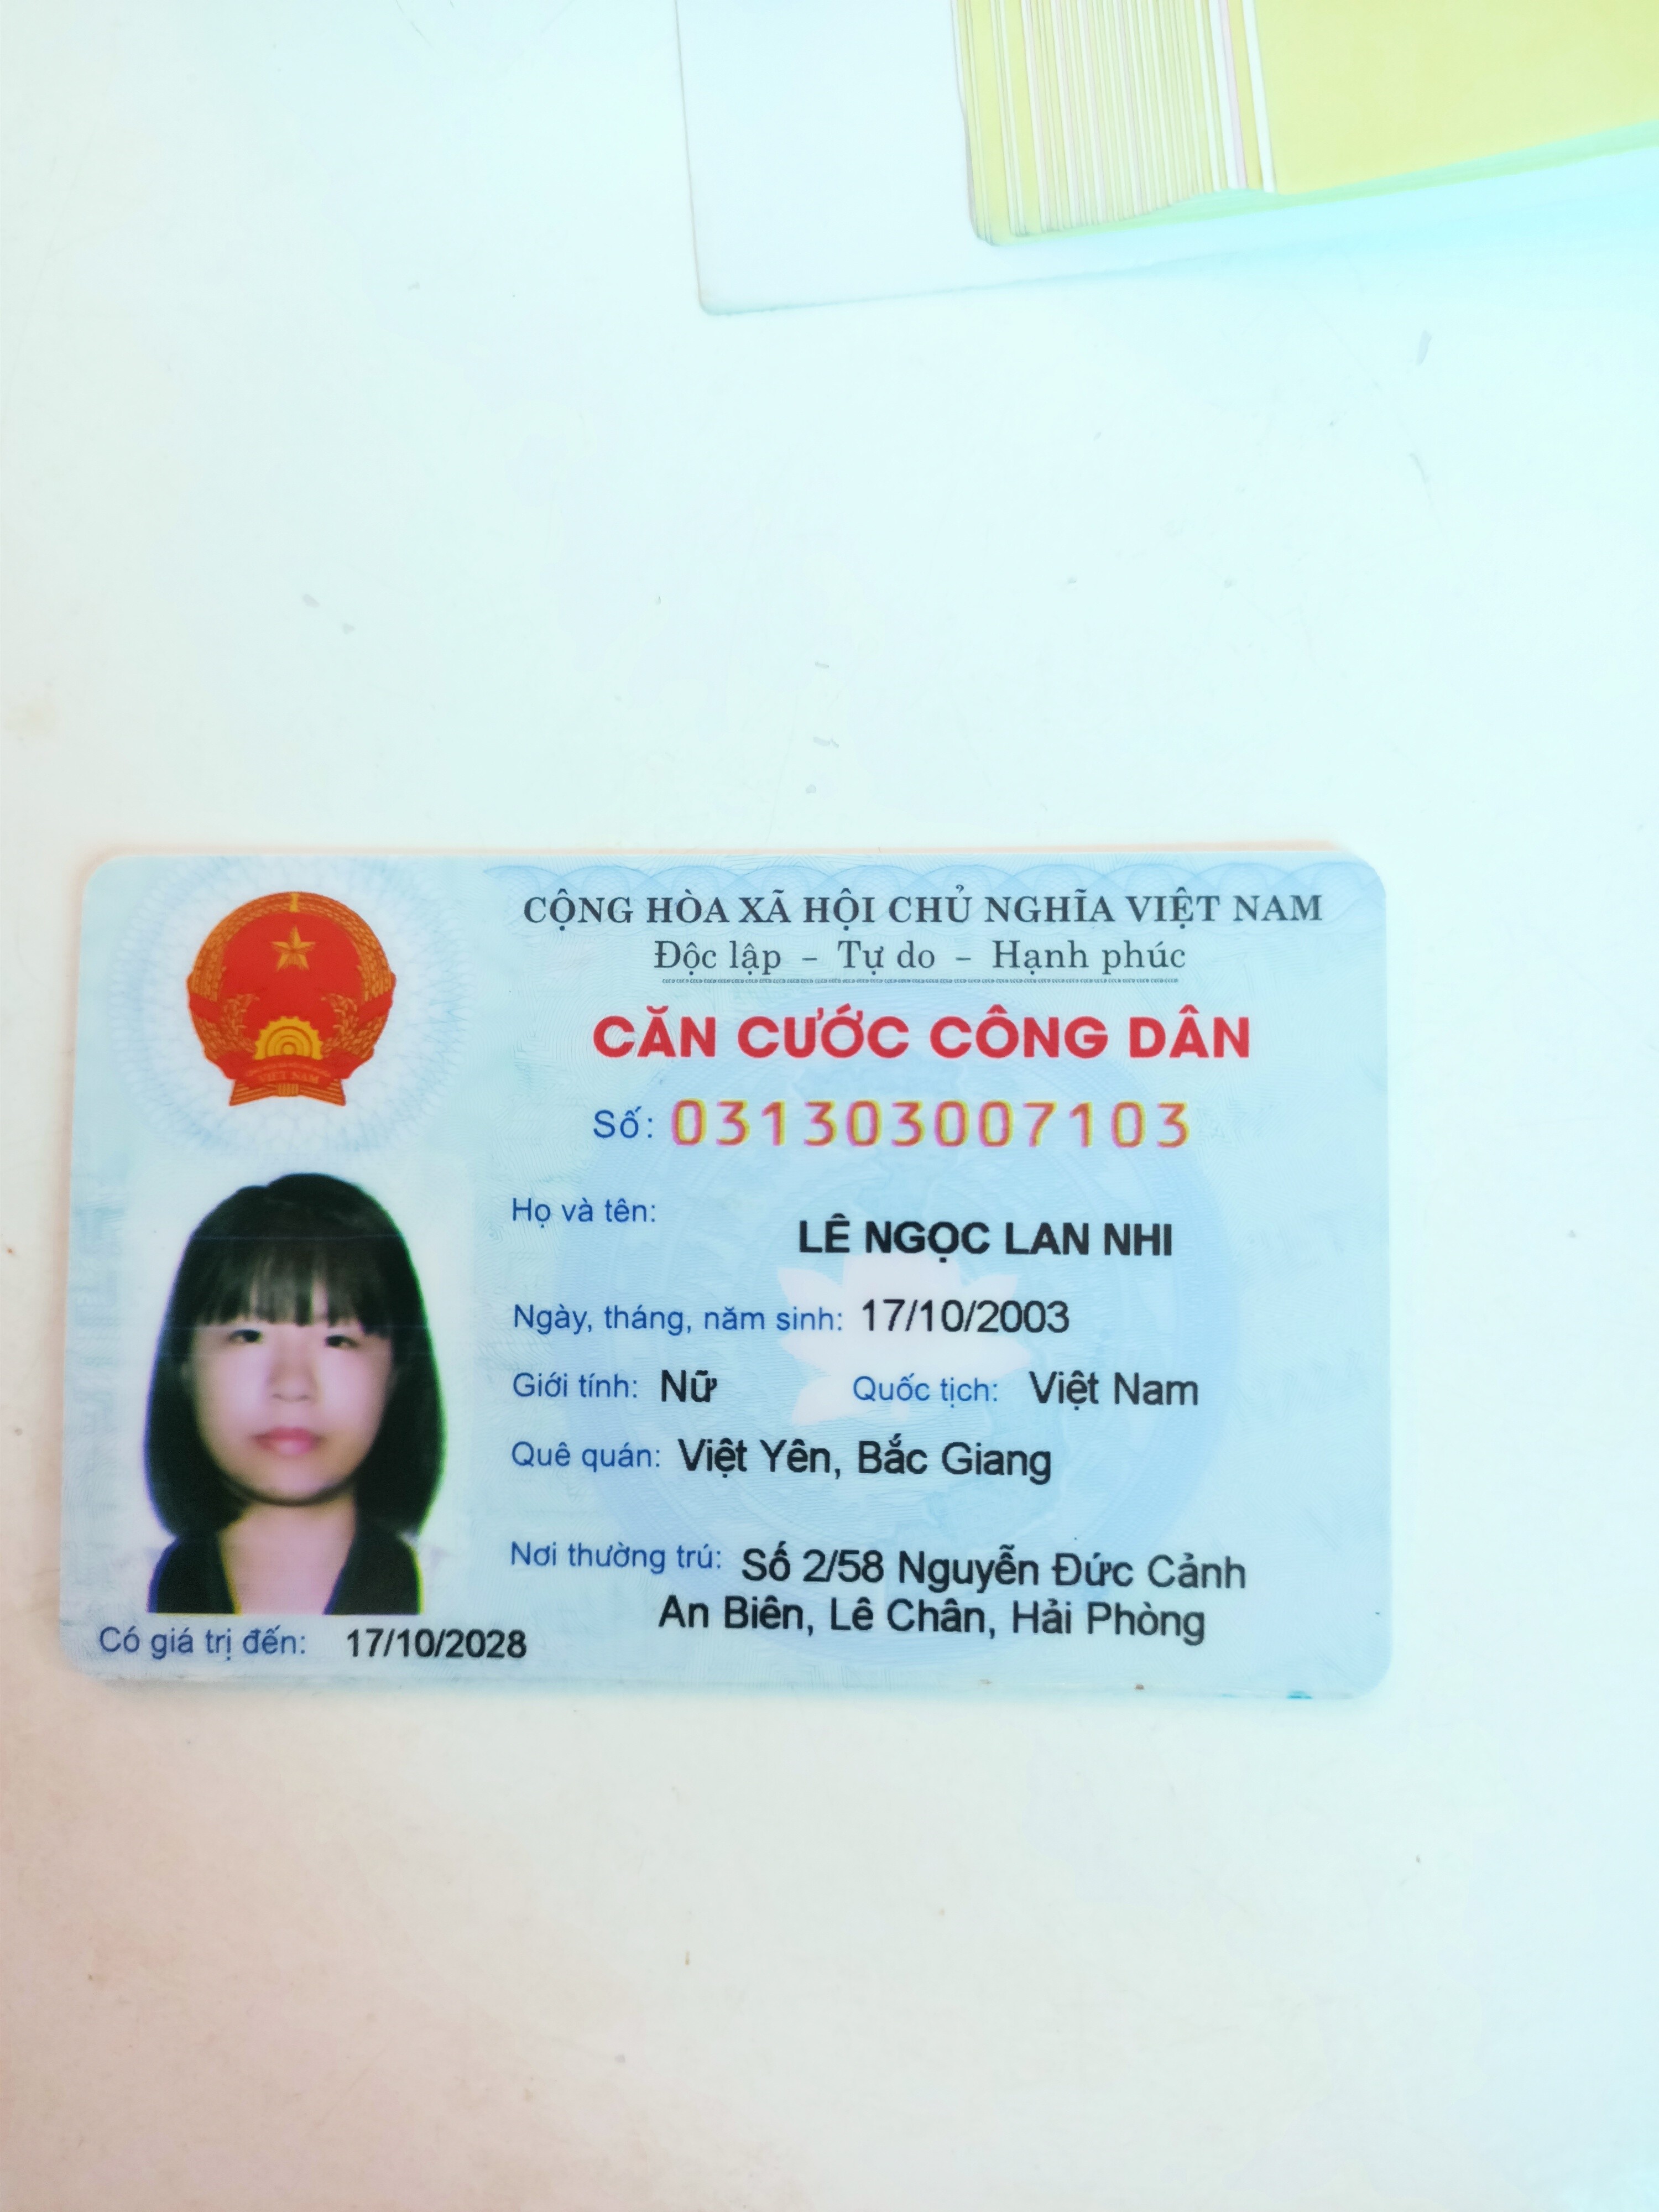 CỘNG HÒA XÃ HỘI CHỦ NGHĨA VIỆT NAM
Độc lập – Tự do – Hạnh phúc
CĂN CƯỚC CÔNG DÂN
Số: 031303007103
Họ và tên:
LÊ NGỌC LAN NHI
Ngày, tháng, năm sinh: 17/10/2003
Giới tính: Nữ Quốc tịch: Việt Nam
Quê quán: Việt Yên, Bắc Giang
Nơi thường trú: Số 2/58 Nguyễn Đức Cảnh
An Biên, Lê Chân, Hải Phòng
Có giá trị đến: 17/10/2028